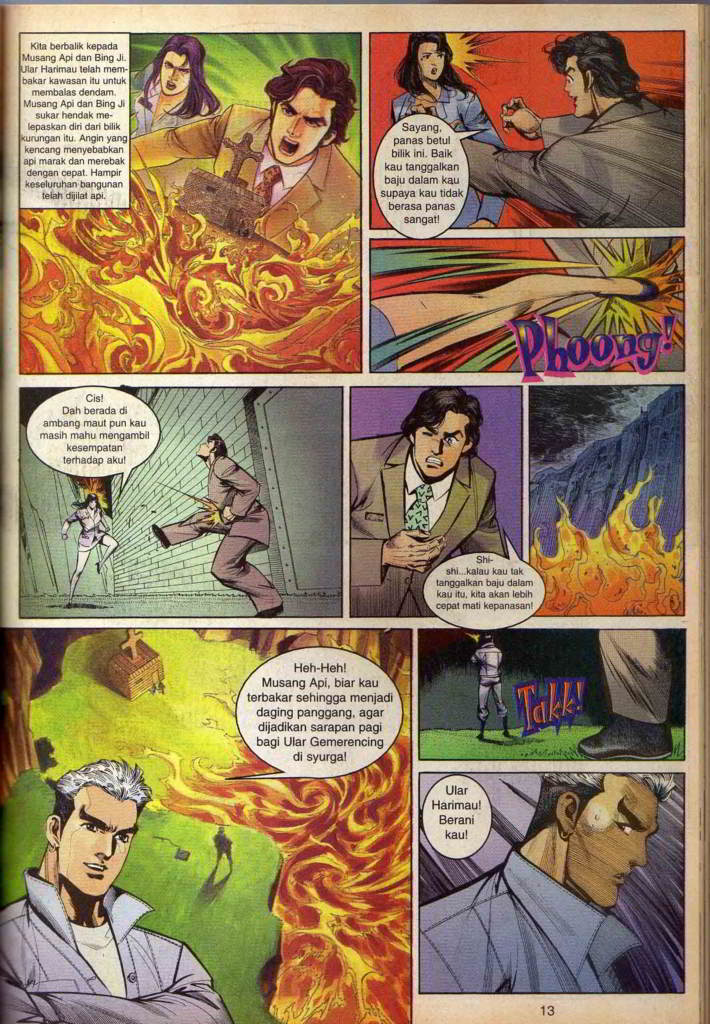 Kita berbalik kepada
Musang Api dan Bing Ji.
Ular Harimau telah mem-
bakar kawasan itu untuk
membalas dendam.
Musang Api dan Bing Ji
sukar hendak me-
lepaskan diri dari bilik
kurungan itu. Angin yang
kencang menyebabkan
api marak dan merebak
dengan cepat. Hampir
keseluruhan bangunan
telah dijilat api.
Sayang,
panas betul
bilik ini. Baik
kau tanggalkan
baju dalam kau
supaya kau tidak
berasa panas
sangat!
Phoong!
Cis!
Dah berada di
ambang maut pun kau
masih mahu mengambil
kesempatan
terhadap aku!
Shi-
shi...kalau kau tak
tanggalkan baju dalam
kau itu, kita akan lebih
cepat mati kepanasan!
Heh-Heh!
Musang Api, biar kau
terbakar sehingga menjadi
daging panggang, agar
dijadikan sarapan pagi
bagi Ular Gemerencing
di syurga!
Takk!
Ular
Harimau!
Berani
kau!
13